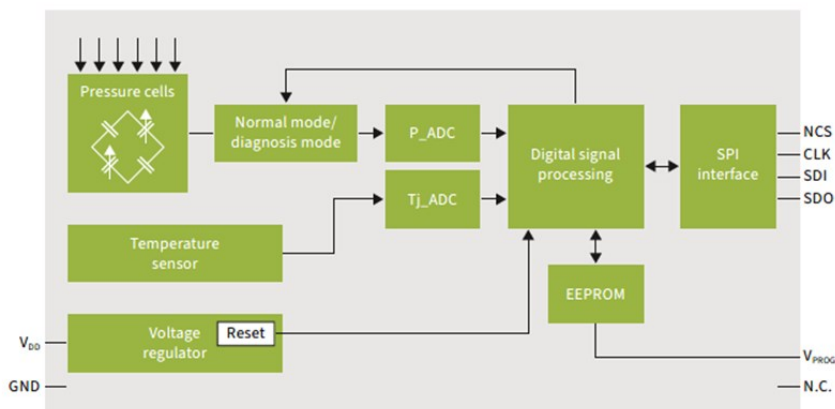 Pressure cells
Normal mode/
diagnosis mode
P_ADC
Digital signal
processing
SPI
interface
NCS
CLK
SDI
SDO
Tj_ADC
Temperature
sensor
EEPROM
Voltage
regulator
Reset
VDD
VPROG
GND
N.C.